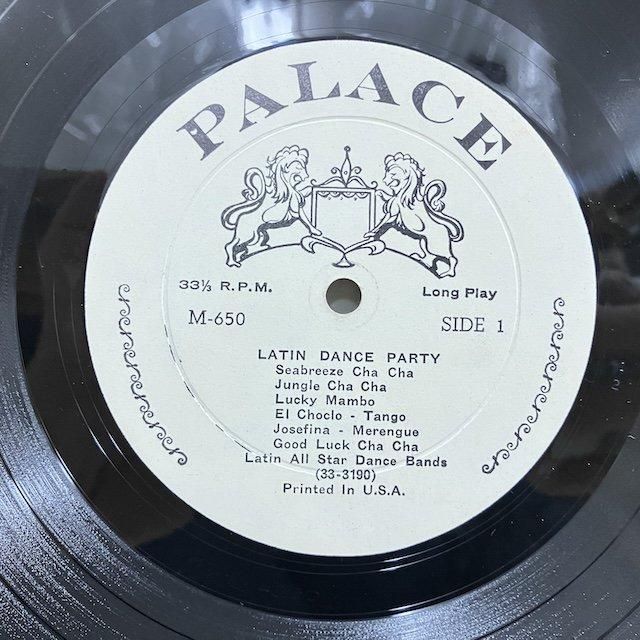 PALACE
33⅓ R.P.M. Long Play
M-650 SIDE 1
LATIN DANCE PARTY
Seabreeze Cha Cha
Jungle Cha Cha
Lucky Mambo
El Choclo - Tango
Josefina - Merengue
Good Luck Cha Cha
Latin All Star Dance Bands
(33-3190)
Printed In U.S.A.